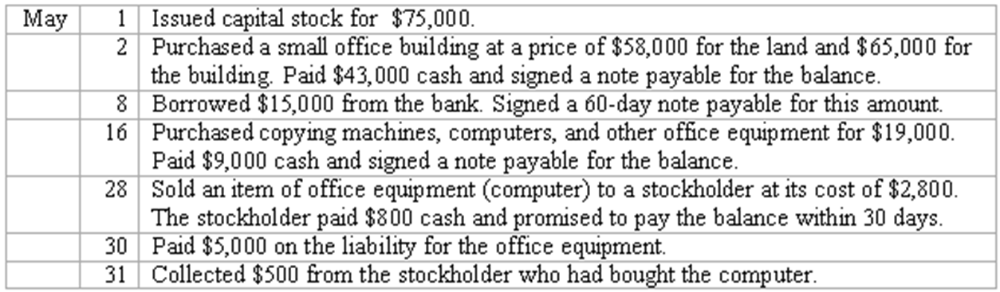 May 1 Issued capital stock for $75,000.
2 Purchased a small office building at a price of $58,000 for the land and $65,000 for
the building. Paid $43,000 cash and signed a note payable for the balance.
8 Borrowed $15,000 from the bank. Signed a 60-day note payable for this amount.
16 Purchased copying machines, computers, and other office equipment for $19,000.
Paid $9,000 cash and signed a note payable for the balance.
28 Sold an item of office equipment (computer) to a stockholder at its cost of $2,800.
The stockholder paid $800 cash and promised to pay the balance within 30 days.
30 Paid $5,000 on the liability for the office equipment.
31 Collected $500 from the stockholder who had bought the computer.